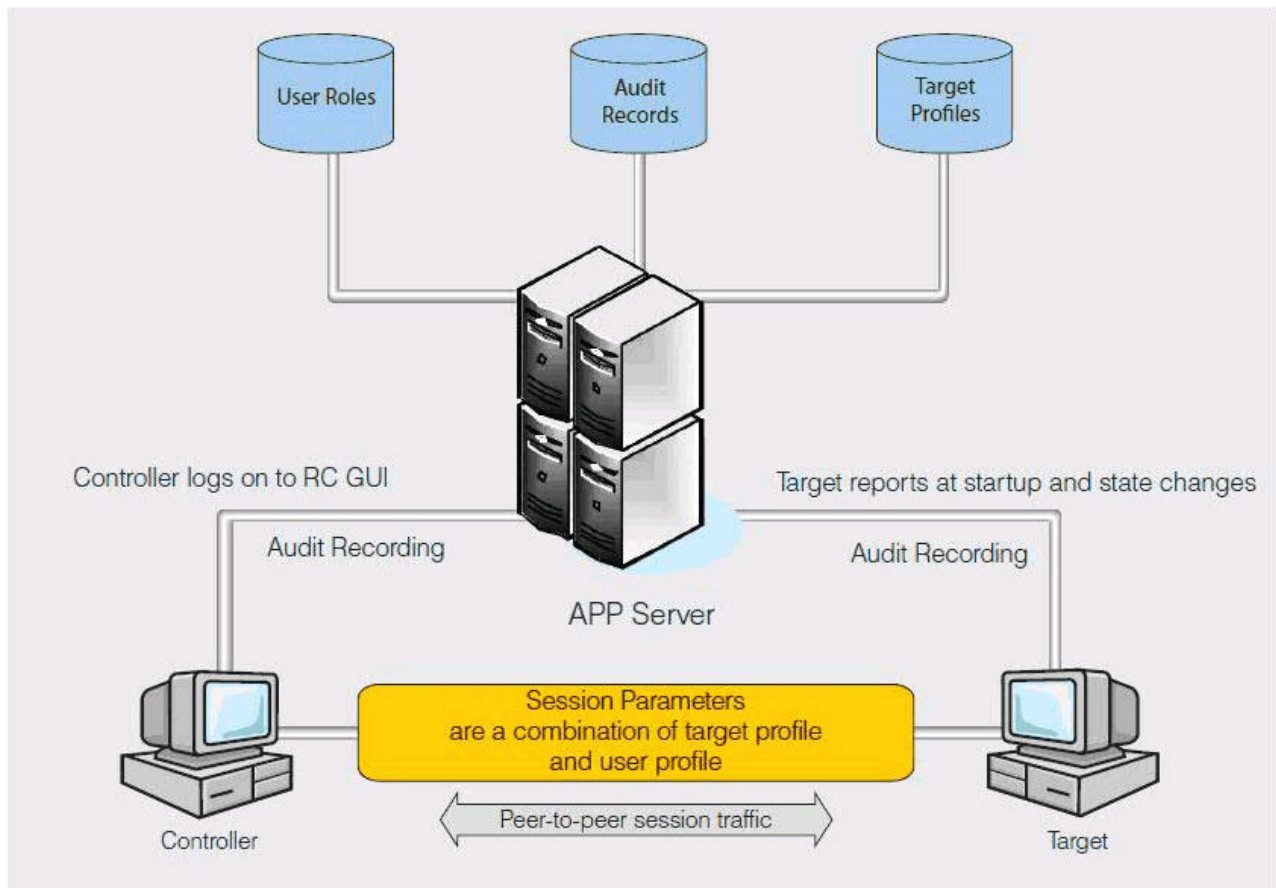 User Roles
Audit
Records
Target
Profiles
Controller logs on to RC GUI
Target reports at startup and state changes
Audit Recording
Audit Recording
APP Server
Session Parameters
are a combination of target profile
and user profile
Peer-to-peer session traffic
Controller
Target